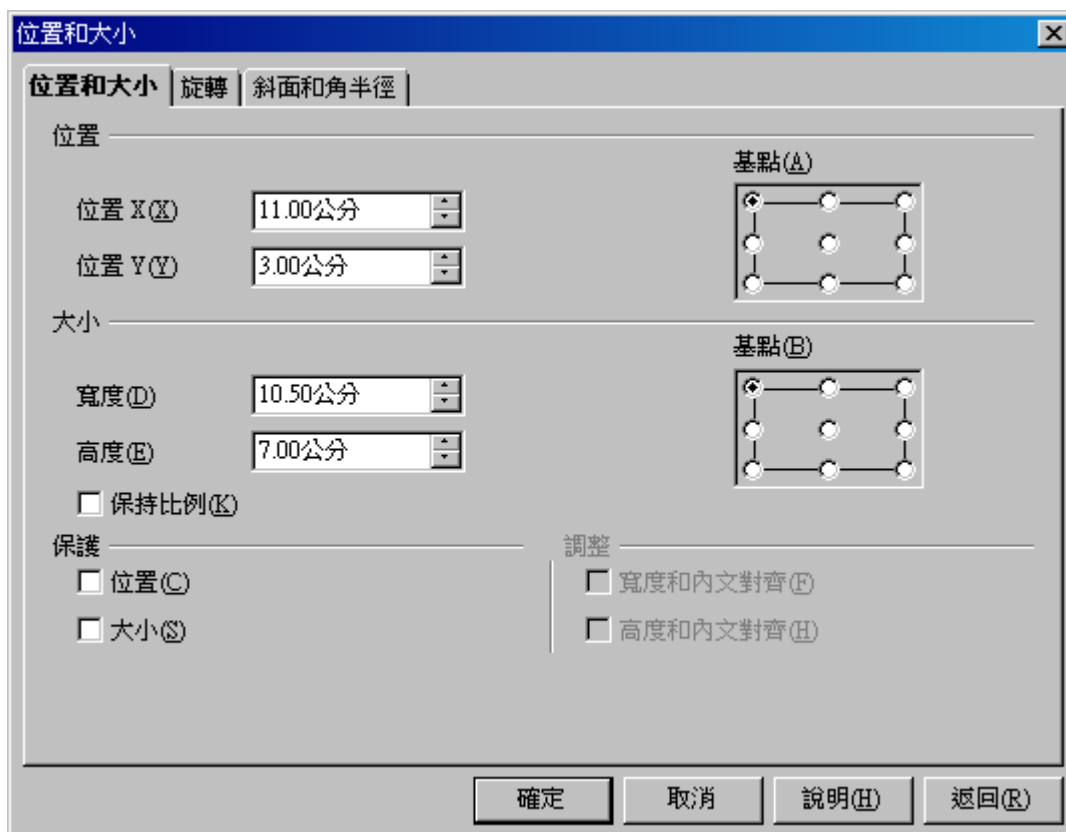 位置和大小
位置和大小 旋轉 斜面和角半徑
位置
基點(A)
位置 X(X) 11.00公分
位置 Y(Y) 3.00公分
大小
基點(B)
寬度(D) 10.50公分
高度(E) 7.00公分
保持比例(K)
保護 調整
位置(C) 寬度和內文對齊(F)
大小(S) 高度和內文對齊(H)
確定 取消 說明(H) 返回(R)